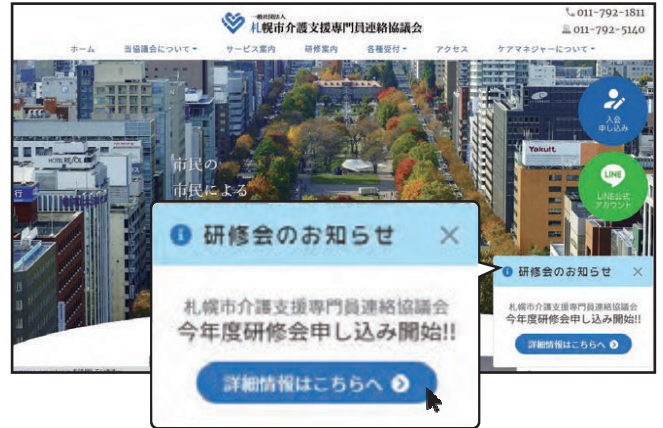 一般社団法人
札幌市介護支援専門員連絡協議会
011-792-1811
011-792-5140
ホーム
当協議会について
サービス案内
研修案内
各種受付
アクセス
ケアマネジャーについて
入会
申し込み
Yakult
LINE
LINE公式
アカウント
市民の
市民による
研修会のお知らせ ×
札幌市介護支援専門員連絡協議会
今年度研修会申し込み開始!!
詳細情報はこちらへ
研修会のお知らせ ×
札幌市介護支援専門員連絡協議会
今年度研修会申し込み開始!!
詳細情報はこちらへ